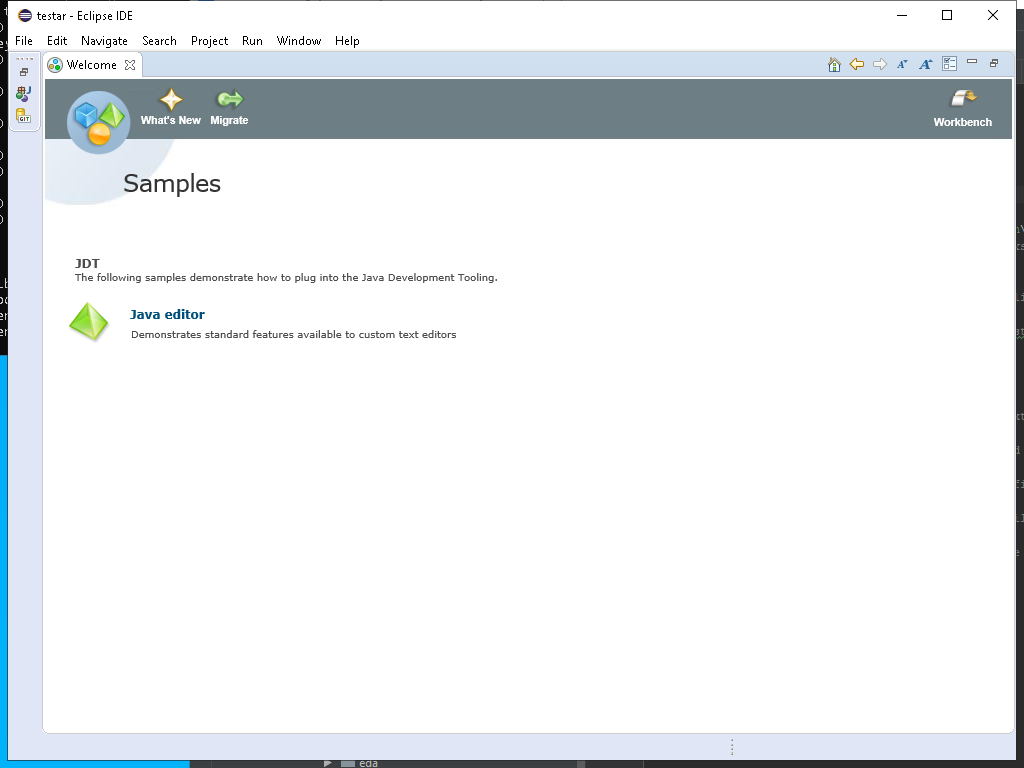 testar - Eclipse IDE
File Edit Navigate Search Project Run Window Help
Welcome
What's New Migrate
Workbench
Samples
JDT
The following samples demonstrate how to plug into the Java Development Tooling.
Java editor
Demonstrates standard features available to custom text editors
GIT
eda